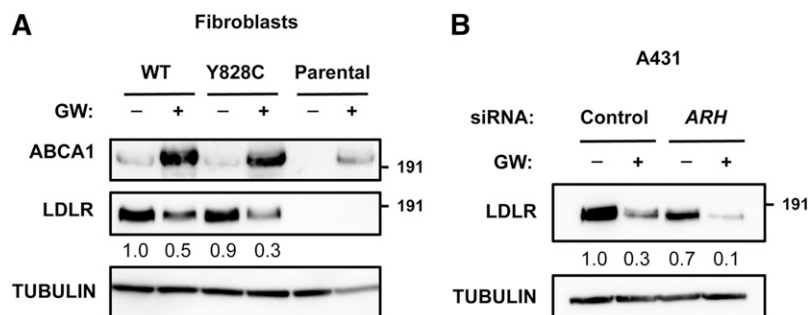 A
Fibroblasts
WT Y828C Parental
GW: – + – + – +
ABCA1
191
LDLR
191
1.0 0.5 0.9 0.3
TUBULIN
B
A431
siRNA: Control ARH
GW: – + – +
LDLR
191
1.0 0.3 0.7 0.1
TUBULIN